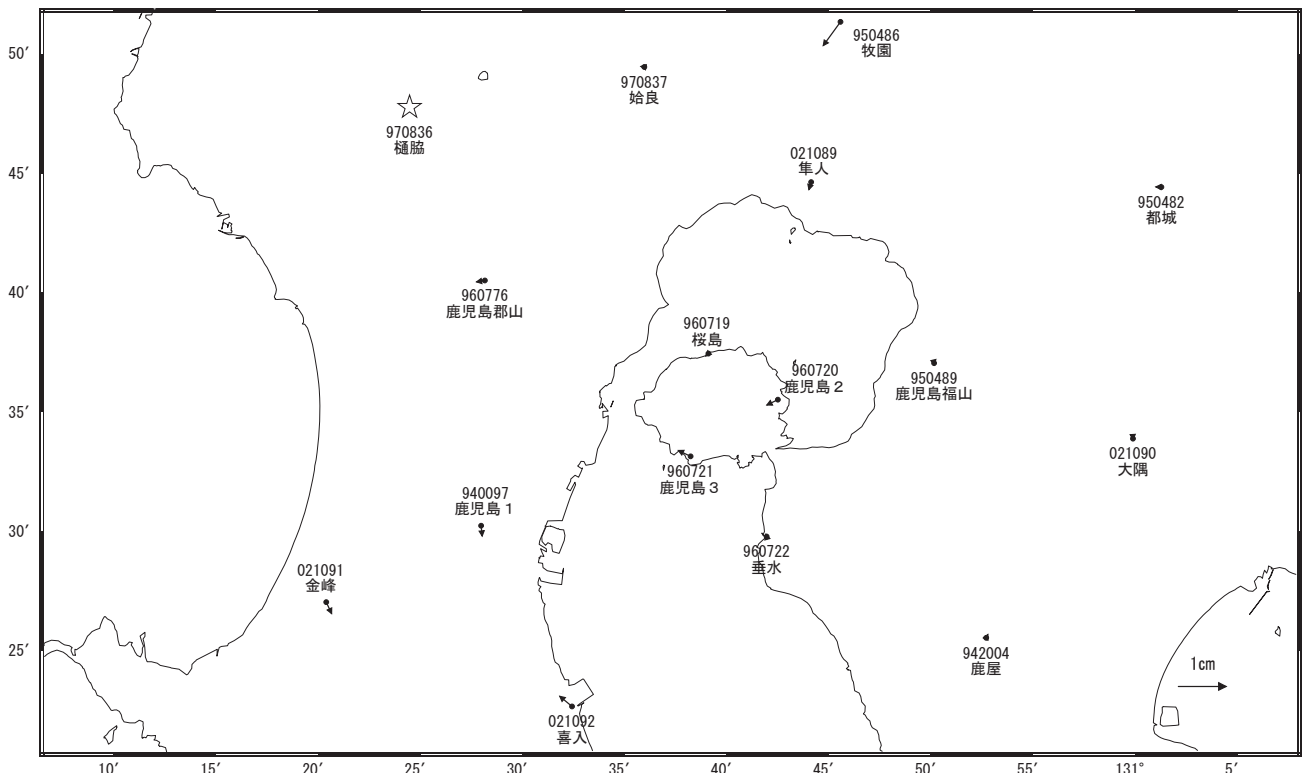 50′
45′
40′
35′
30′
25′
950486
牧園
970837
姶良
970836
樋脇
021089
隼人
950482
都城
960776
鹿児島郡山
960719
桜島
960720
鹿児島２
950489
鹿児島福山
021090
大隅
960721
鹿児島３
940097
鹿児島１
960722
垂水
021091
金峰
942004
鹿屋
1cm
021092
喜入
10′ 15′ 20′ 25′ 30′ 35′ 40′ 45′ 50′ 55′ 131° 5′